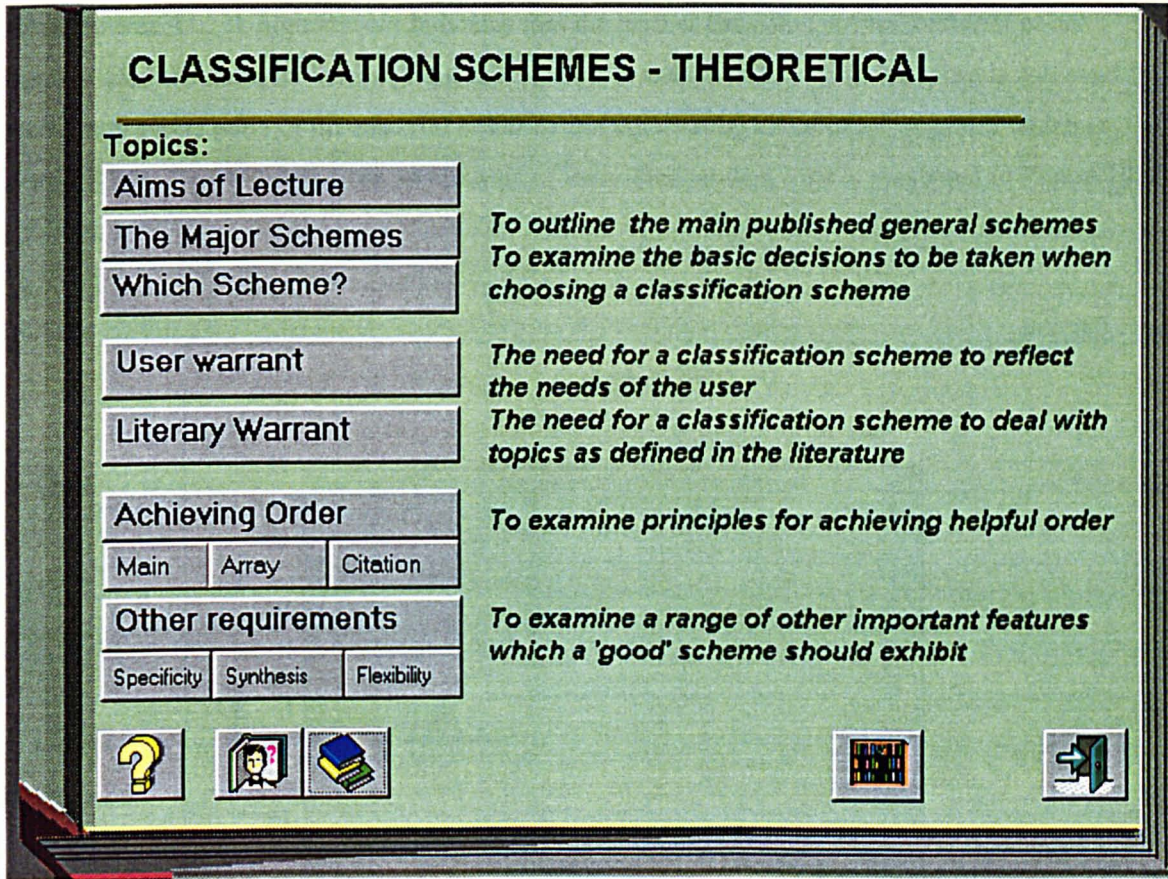 CLASSIFICATION SCHEMES - THEORETICAL
Topics:
Aims of Lecture
The Major Schemes
To outline the main published general schemes
Which Scheme?
To examine the basic decisions to be taken when
choosing a classification scheme
User warrant
The need for a classification scheme to reflect
the needs of the user
Literary Warrant
The need for a classification scheme to deal with
topics as defined in the literature
Achieving Order
To examine principles for achieving helpful order
Main Array Citation
Other requirements
To examine a range of other important features
which a 'good' scheme should exhibit
Specificity Synthesis Flexibility